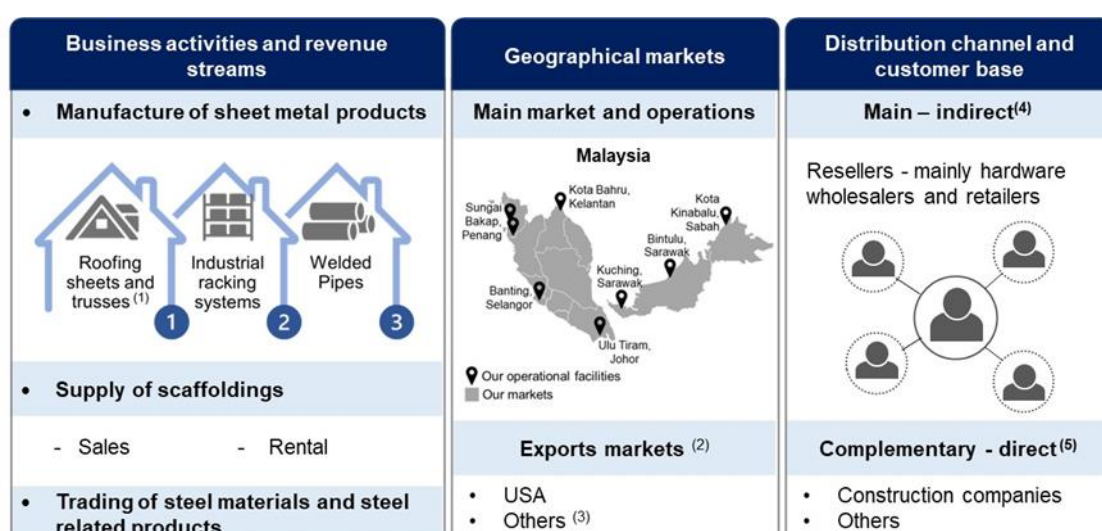 Business activities and revenue
streams
• Manufacture of sheet metal products
Roofing
sheets and
trusses (1)
1
Industrial
racking
systems
2
Welded
Pipes
3
• Supply of scaffoldings
- Sales
- Rental
• Trading of steel materials and steel
related products
Geographical markets
Main market and operations
Malaysia
Kota Bahru,
Kelantan
Sungai
Bakap,
Penang
Kota
Kinabalu,
Sabah
Bintulu,
Sarawak
Kuching,
Sarawak
Banting,
Selangor
Ulu Tiram,
Johor
Our operational facilities
Our markets
Exports markets (2)
• USA
• Others (3)
Distribution channel and
customer base
Main – indirect(4)
Resellers - mainly hardware
wholesalers and retailers
Complementary - direct(5)
• Construction companies
• Others